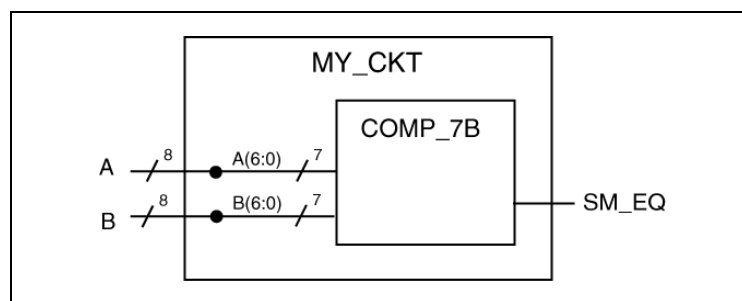 MY_CKT
COMP_7B
A 8 A(6:0) 7
B 8 B(6:0) 7
SM_EQ